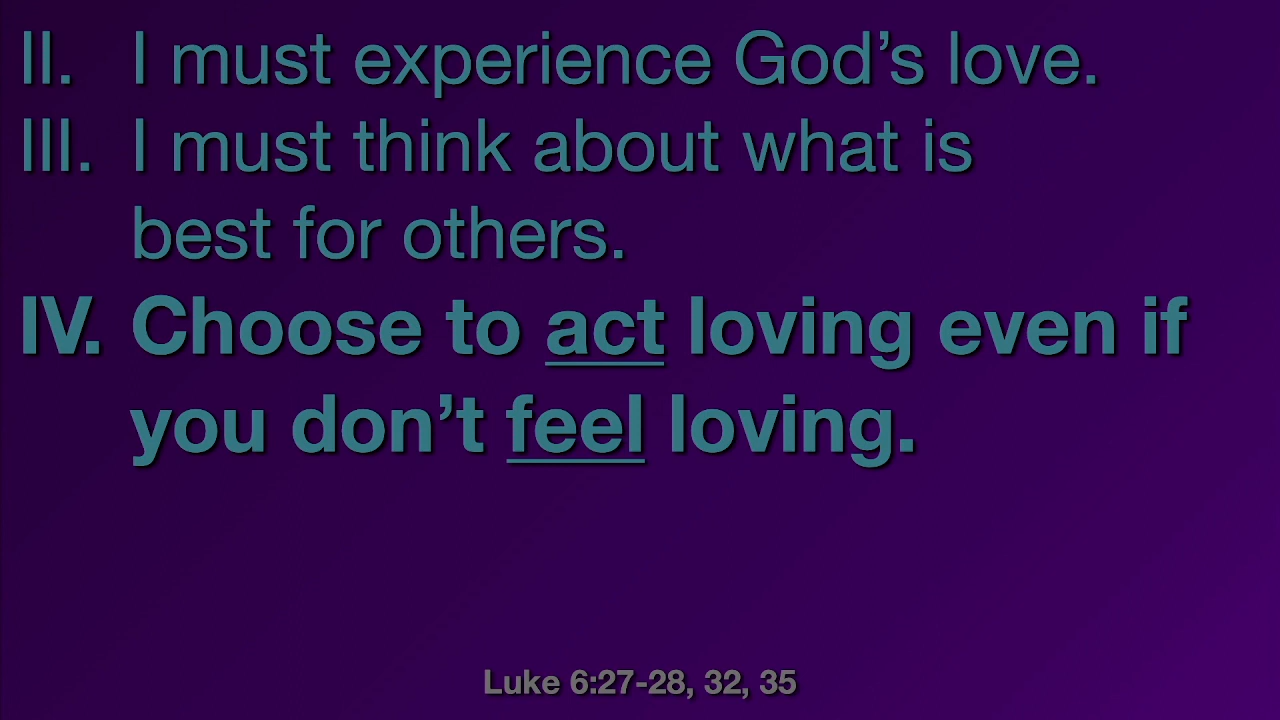 II. I must experience God’s love.
III. I must think about what is
best for others.
IV. Choose to act loving even if
you don’t feel loving.
Luke 6:27-28, 32, 35